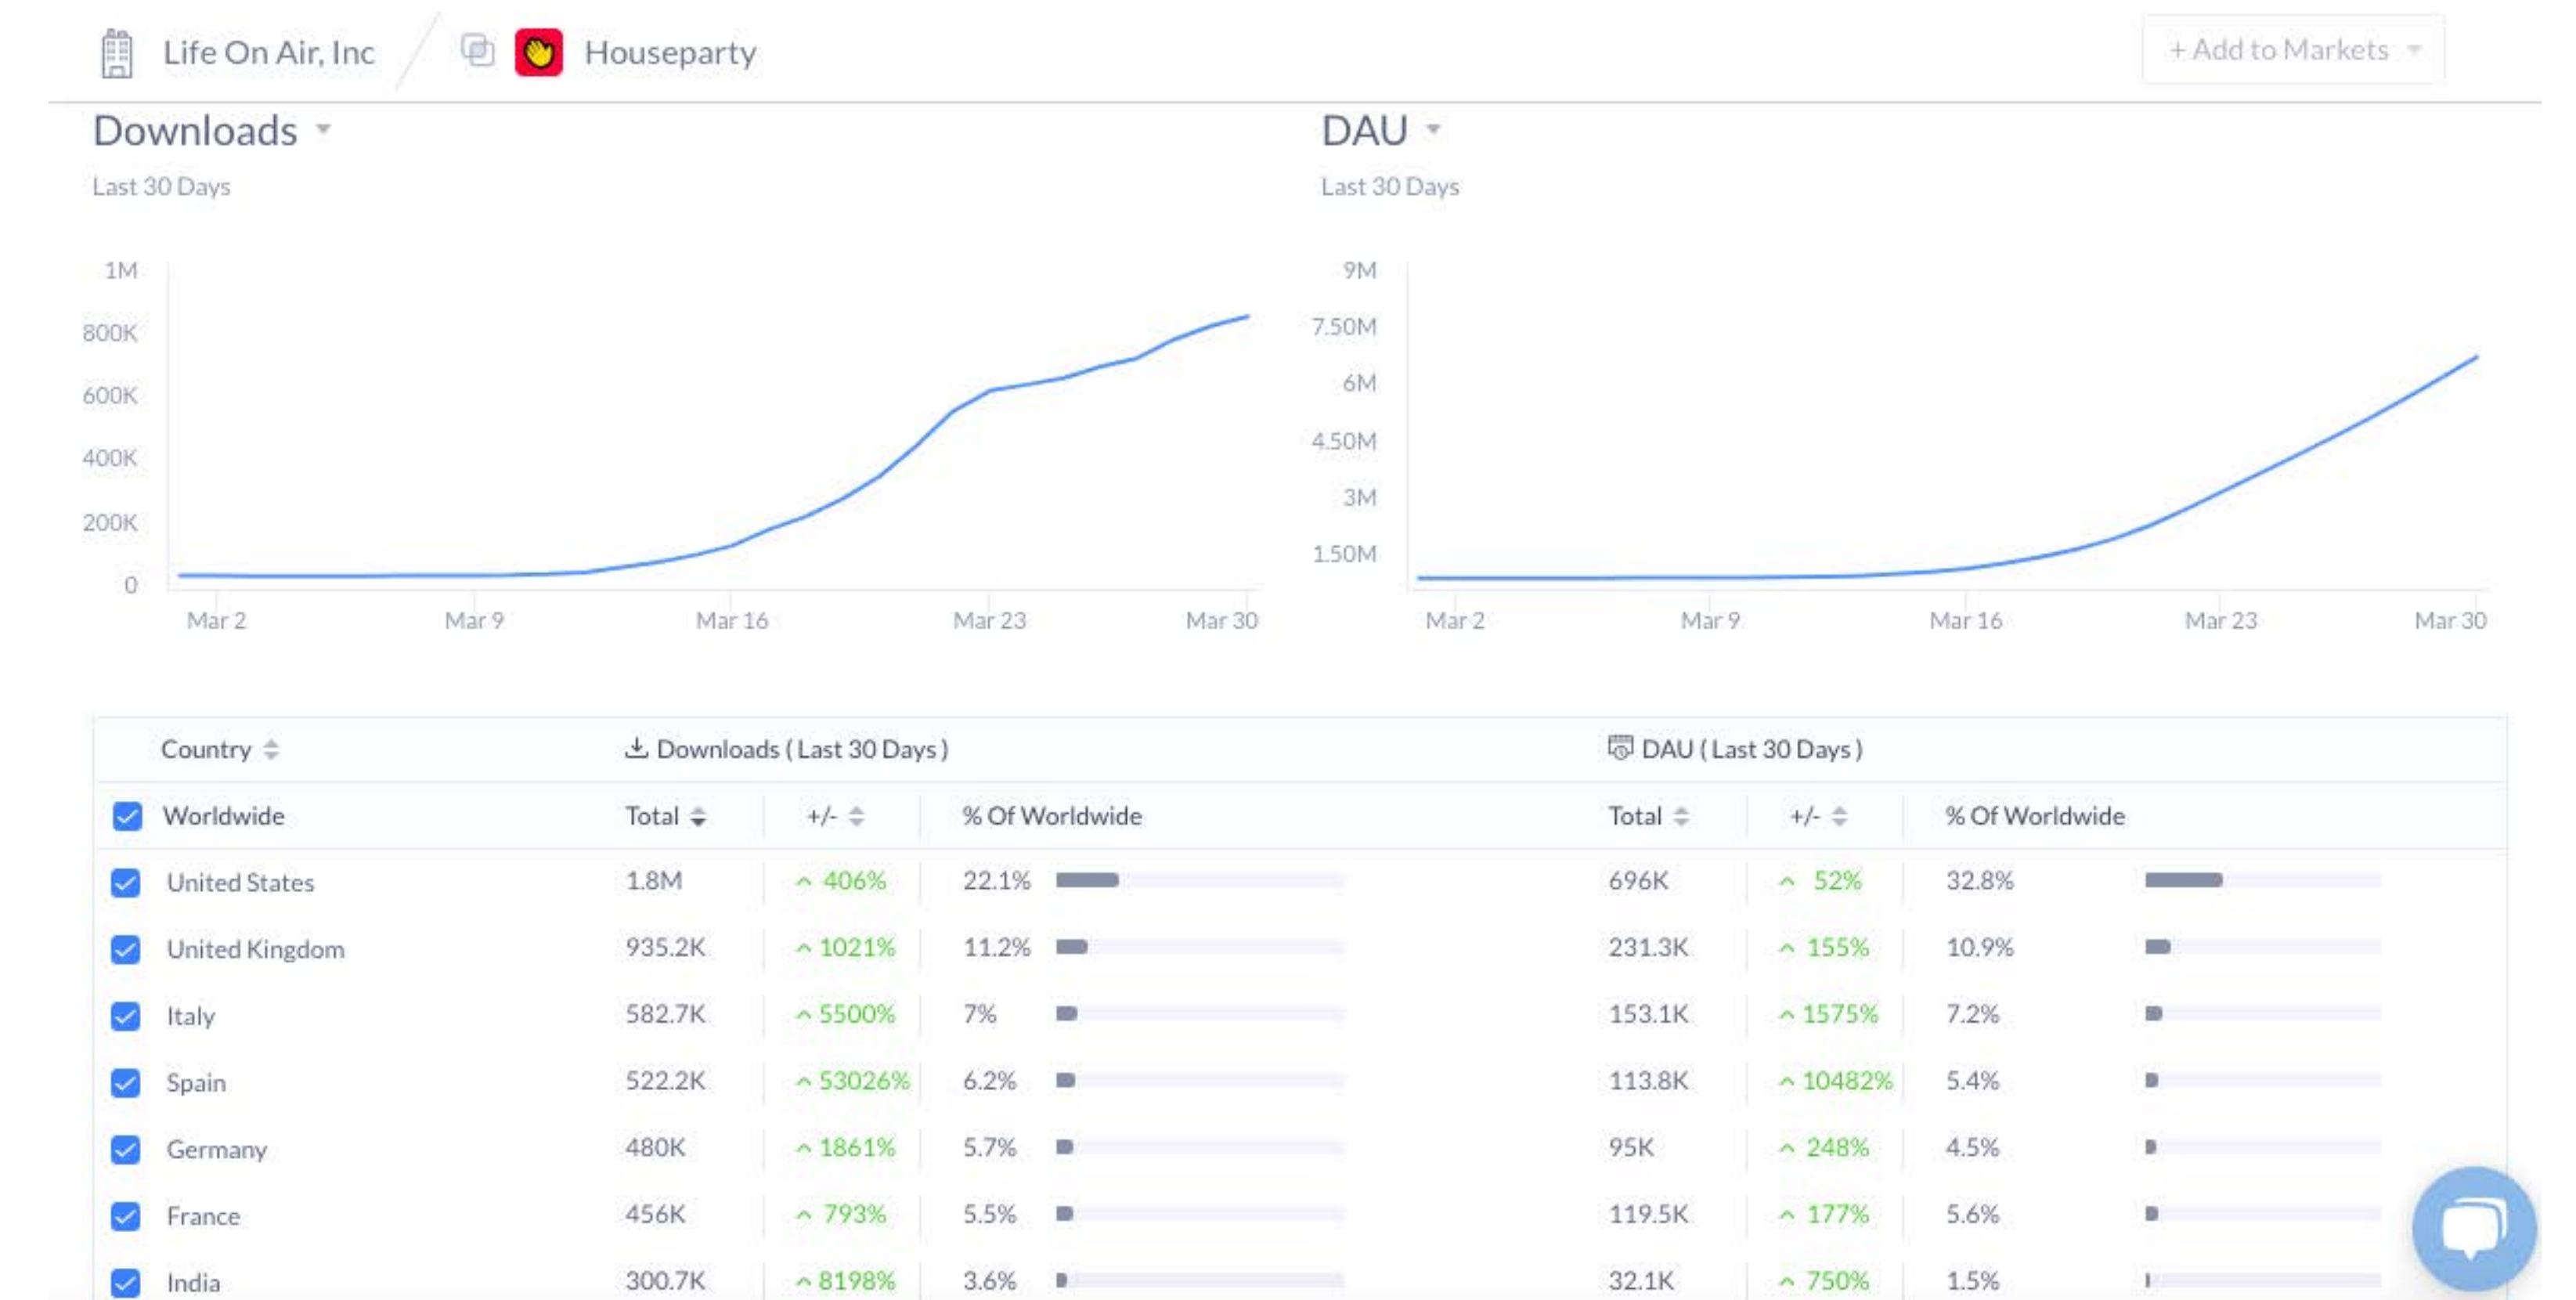 Life On Air, Inc Houseparty + Add to Markets
Downloads DAU
Last 30 Days Last 30 Days
1M 9M
800K 7.50M
600K 6M
400K 4.50M
200K 3M
0 1.50M
Mar 2 Mar 9 Mar 16 Mar 23 Mar 30 Mar 2 Mar 9 Mar 16 Mar 23 Mar 30
Country Downloads ( Last 30 Days ) DAU ( Last 30 Days )
Worldwide Total +/- % Of Worldwide Total +/- % Of Worldwide
United States 1.8M 406% 22.1% 696K 52% 32.8%
United Kingdom 935.2K 1021% 11.2% 231.3K 155% 10.9%
Italy 582.7K 5500% 7% 153.1K 1575% 7.2%
Spain 522.2K 53026% 6.2% 113.8K 10482% 5.4%
Germany 480K 1861% 5.7% 95K 248% 4.5%
France 456K 793% 5.5% 119.5K 177% 5.6%
India 300.7K 8198% 3.6% 32.1K 750% 1.5%